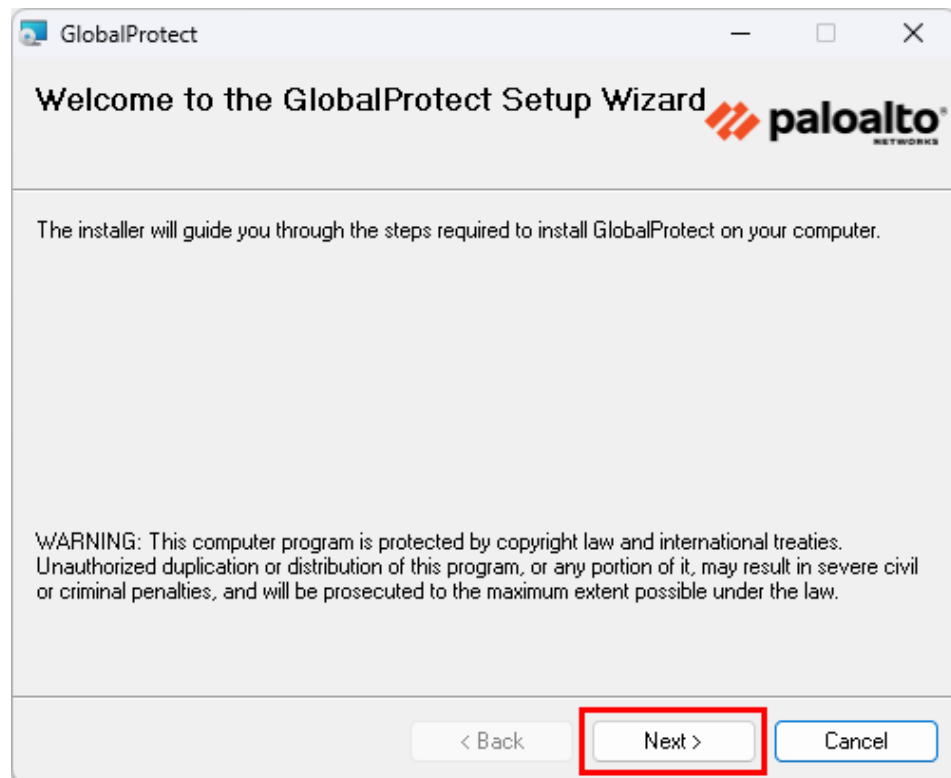 GlobalProtect
Welcome to the GlobalProtect Setup Wizard
paloalto®
NETWORKS
The installer will guide you through the steps required to install GlobalProtect on your computer.
WARNING: This computer program is protected by copyright law and international treaties.
Unauthorized duplication or distribution of this program, or any portion of it, may result in severe civil
or criminal penalties, and will be prosecuted to the maximum extent possible under the law.
< Back
Next >
Cancel